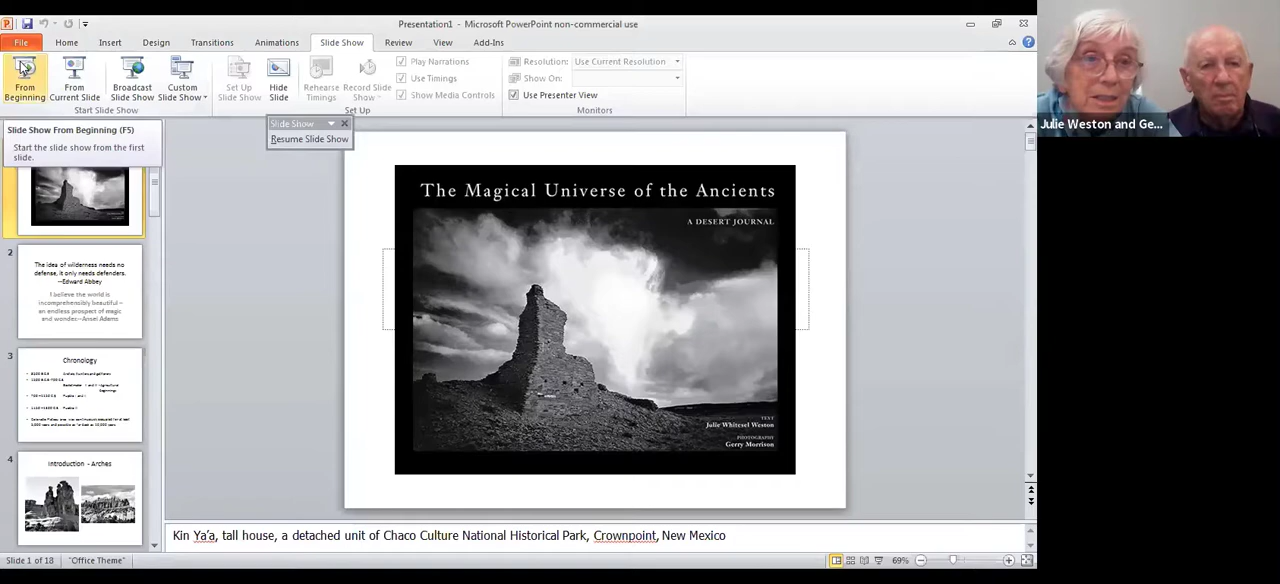 Presentation1 - Microsoft PowerPoint non-commercial use
File Home Insert Design Transitions Animations Slide Show Review View Add-Ins
From Beginning
From Current Slide
Broadcast Slide Show
Custom Slide Show
Set Up Slide Show
Hide Slide
Rehearse Timings
Record Slide Show
Play Narrations
Use Timings
Show Media Controls
Resolution: Use Current Resolution
Show On:
Use Presenter View
Start Slide Show
Set Up
Monitors
Slide Show From Beginning (F5)
Start the slide show from the first
slide.
Slide Show
Resume Slide Show
Julie Weston and Ge...
The Magical Universe of the Ancients
A DESERT JOURNAL
TEXT
Julie Whitesel Weston
PHOTOGRAPHY
Gerry Morrison
2
The idea of wilderness needs no
defense, it only needs defenders.
--Edward Abbey
I believe the world is
incomprehensibly beautiful –
an endless prospect of magic
and wonder.--Ansel Adams
3
Chronology
4
Introduction - Arches
Kin Ya'a, tall house, a detached unit of Chaco Culture National Historical Park, Crownpoint, New Mexico
Slide 1 of 18 "Office Theme" 69%